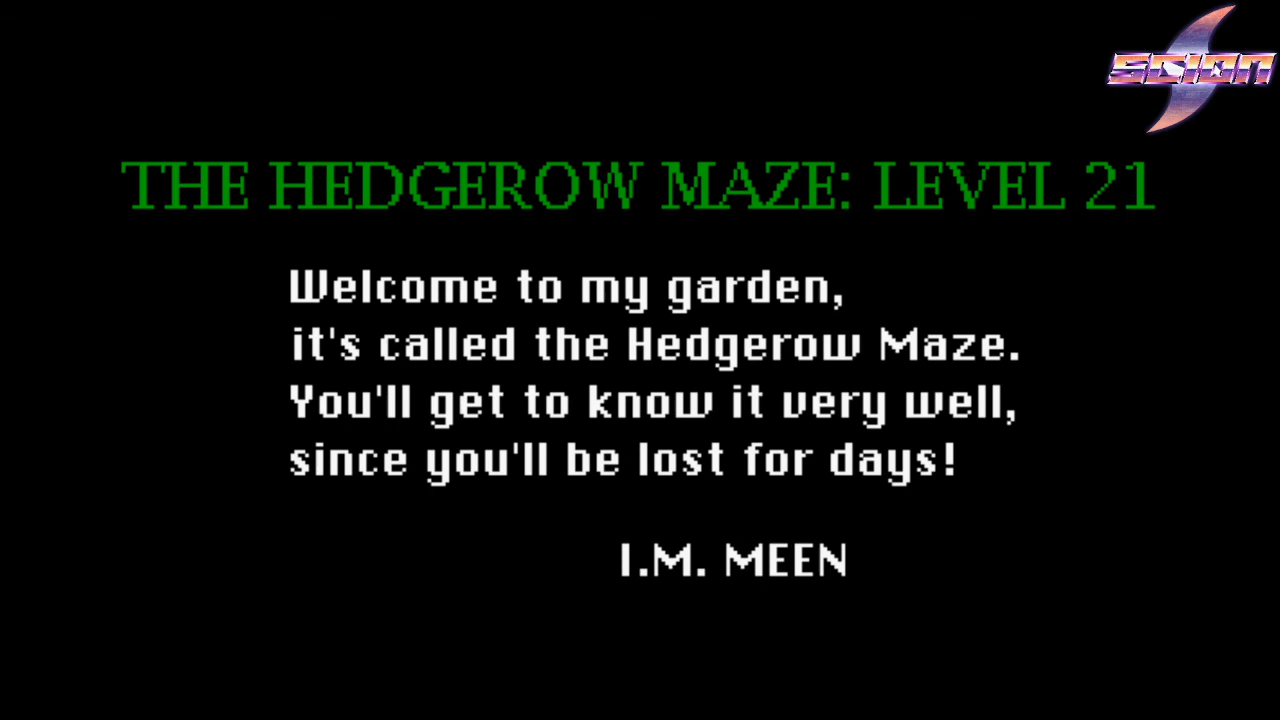 SCION
THE HEDGEROW MAZE: LEVEL 21
Welcome to my garden,
it's called the Hedgerow Maze.
You'll get to know it very well,
since you'll be lost for days!
I.M. MEEN